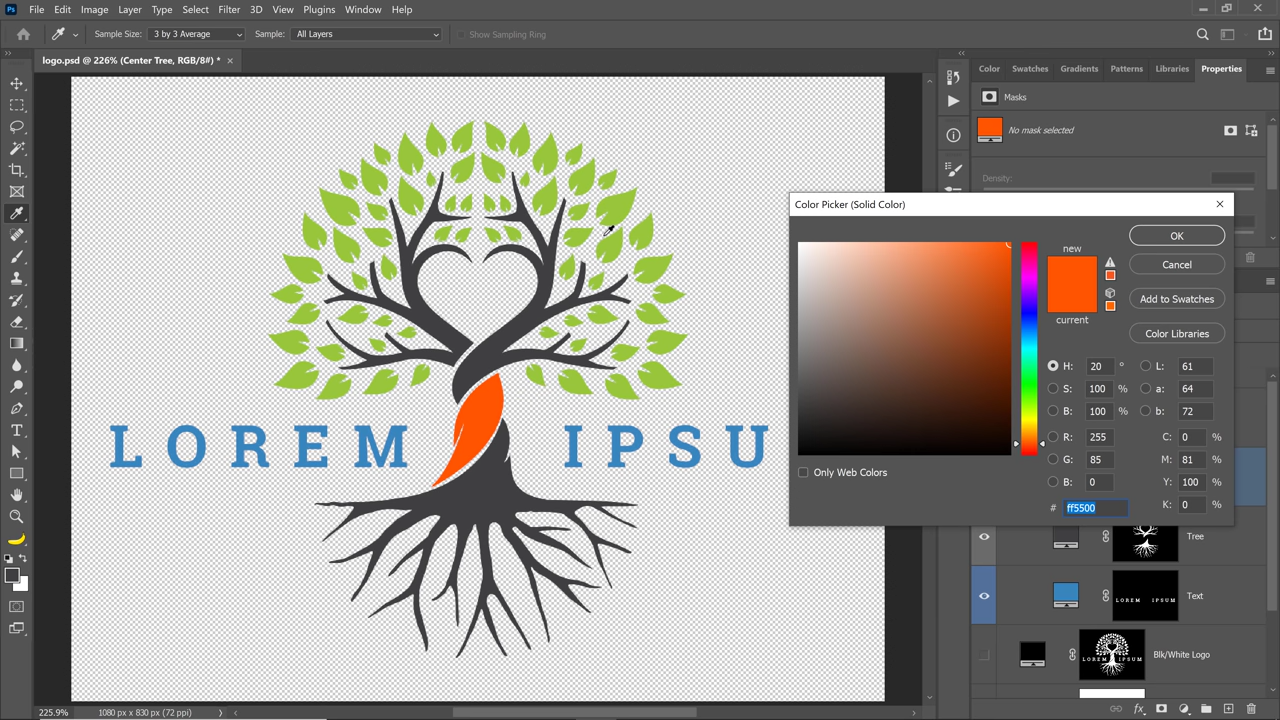 Ps File Edit Image Layer Type Select Filter 3D View Plugins Window Help
Sample Size: 3 by 3 Average Sample: All Layers Show Sampling Ring
logo.psd @ 226% (Center Tree, RGB/8#) *
Color Swatches Gradients Patterns Libraries Properties
Masks
No mask selected
Density:
Color Picker (Solid Color)
new
current
OK
Cancel
Add to Swatches
Color Libraries
H: 20 ° L: 61
S: 100 % a: 64
B: 100 % b: 72
R: 255 C: 0 %
G: 85 M: 81 %
B: 0 Y: 100 %
# ff5500 K: 0 %
Only Web Colors
LOREM IPSU
Tree
LOREM IPSUM
Text
LOREM IPSUM
Blk/White Logo
225.9% 1080 px x 830 px (72 ppi)
fx